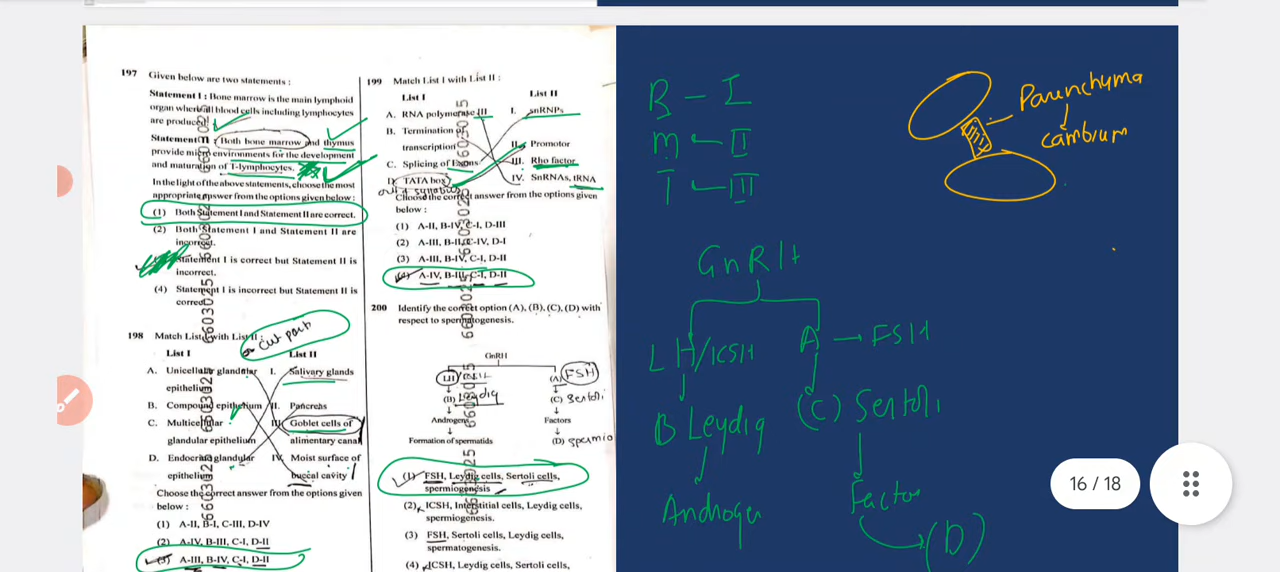 197 Given below are two statements :
Statement I : Bone marrow is the main lymphoid
organ where all blood cells including lymphocytes
are produced.
Statement II : Both bone marrow and thymus
provide micro environments for the development
and maturation of T-lymphocytes.
In the light of the above statements, choose the most
appropriate answer from the options given below :
(1) Both Statement I and Statement II are correct.
(2) Both Statement I and Statement II are
incorrect.
Statement I is correct but Statement II is
incorrect.
(4) Statement I is incorrect but Statement II is
correct.
198 Match List I with List II :
out part
List I List II
A. Unicellular glandular I. Salivary glands
epithelium
B. Compound epithelium II. Pancreas
C. Multicellular III. Goblet cells of
glandular epithelium alimentary canal
D. Endocrine glandular IV. Moist surface of
epithelium buccal cavity
Choose the correct answer from the options given
below :
(1) A-II, B-I, C-III, D-IV
(2) A-IV, B-III, C-I, D-II
(3) A-III, B-IV, C-I, D-II
199 Match List I with List II :
List I List II
A. RNA polymerase III I. snRNPs
B. Termination of II. Promotor
transcription
C. Splicing of Exons III. Rho factor
D. TATA box IV. SnRNAs, tRNA
out of syllabus
Choose the correct answer from the options given
below :
(1) A-II, B-IV, C-I, D-III
(2) A-III, B-II, C-IV, D-I
(3) A-III, B-IV, C-I, D-II
(4) A-IV, B-III, C-I, D-II
200 Identify the correct option (A), (B), (C), (D) with
respect to spermatogenesis.
GnRH
LH (A) FSH
(B) Leydig (C) Sertoli
Androgens Factors
Formation of spermatids (D) spermio
(1) FSH, Leydig cells, Sertoli cells,
spermiogenesis
(2) ICSH, Interstitial cells, Leydig cells,
spermiogenesis.
(3) FSH, Sertoli cells, Leydig cells,
spermatogenesis.
(4) ICSH, Leydig cells, Sertoli cells,
6603025
B - I
M - II
T - III
Parenchyma
cambium
GnRH
LH/ICSH A → FSH
B Leydig (C) Sertoli
Androgen Factor
(D)
16 / 18